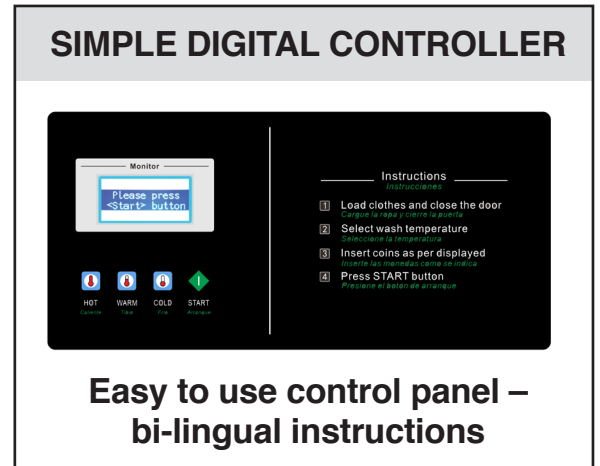 SIMPLE DIGITAL CONTROLLER
Monitor
Please press
<Start> button
HOT WARM COLD START
Caliente Tibia Fria Arranque
Instructions
Instrucciones
1 Load clothes and close the door
Cargue la ropa y cierre la puerta
2 Select wash temperature
Seleccione la temperatura
3 Insert coins as per displayed
Inserte las monedas como se indica
4 Press START button
Presione el botón de arranque
Easy to use control panel –
bi-lingual instructions